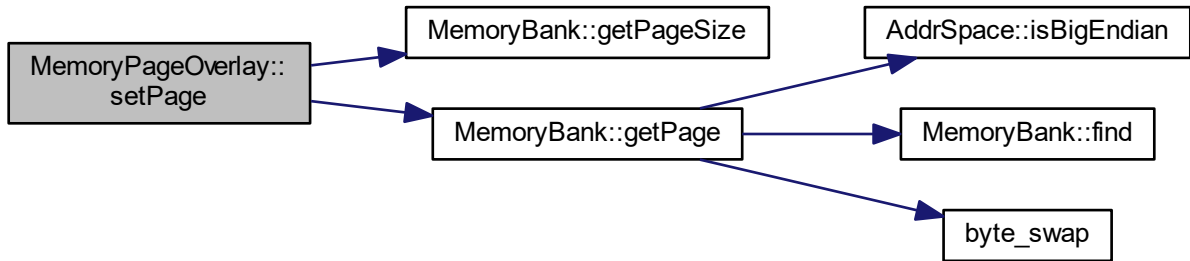 MemoryPageOverlay::
setPage
MemoryBank::getPageSize
MemoryBank::getPage
AddrSpace::isBigEndian
MemoryBank::find
byte_swap